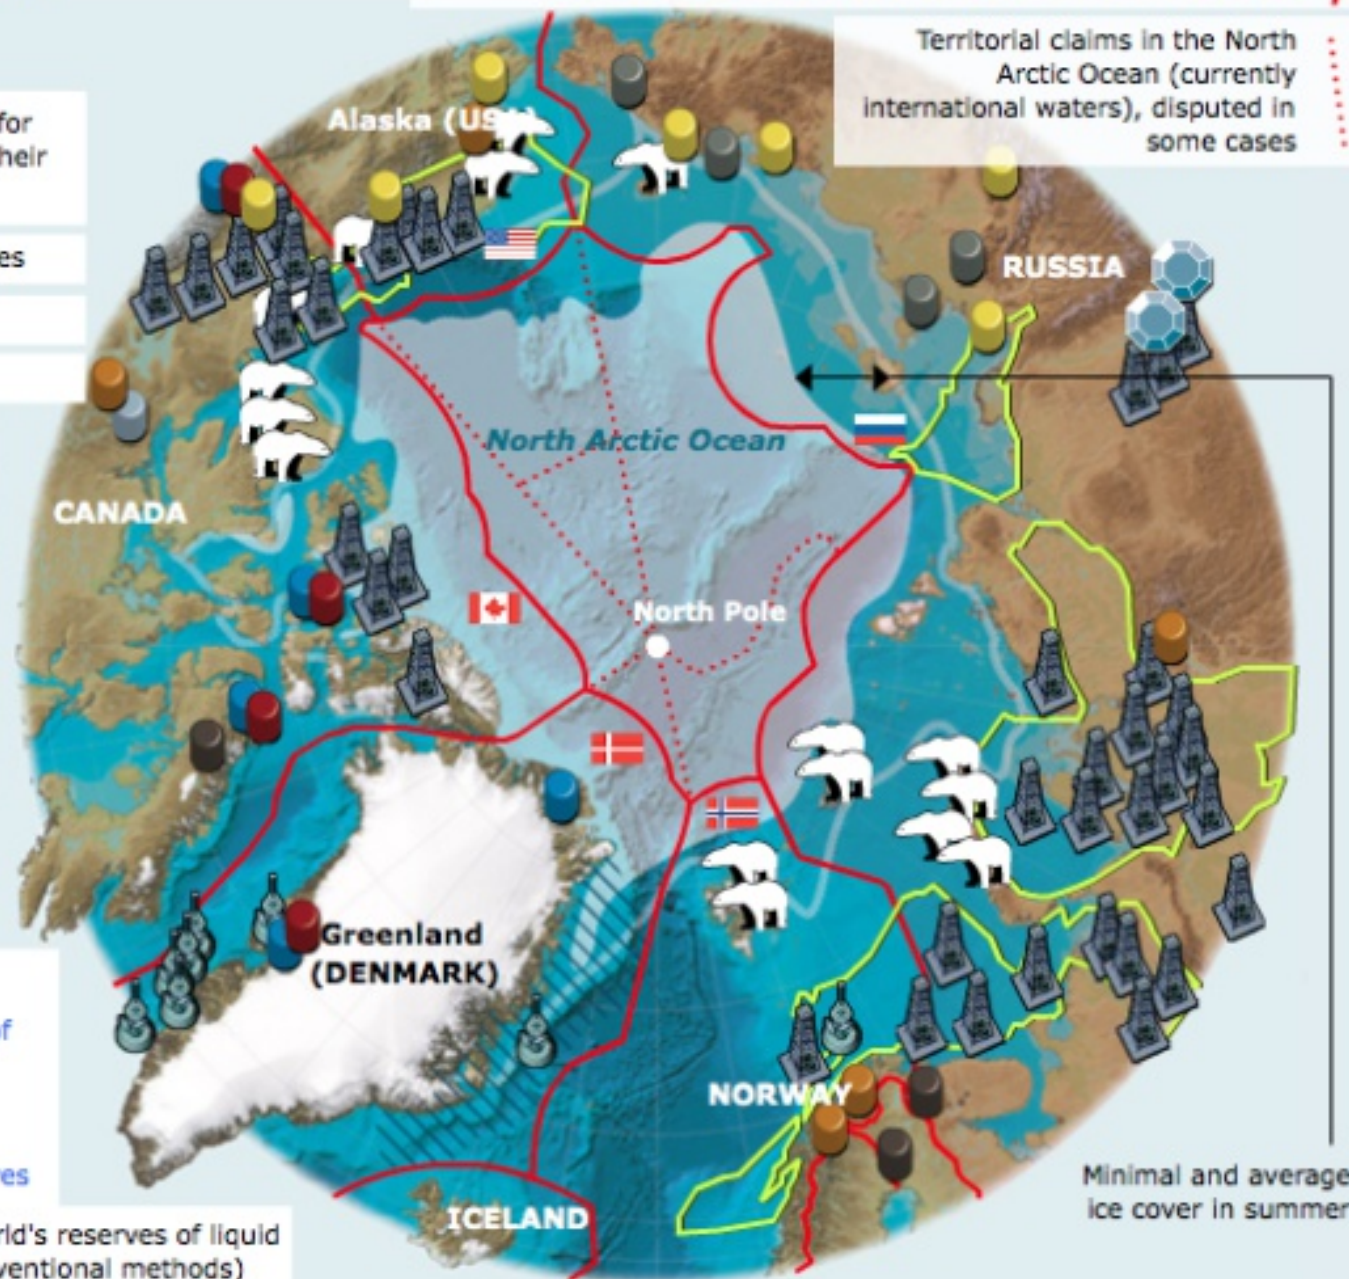 Territorial claims in the North
Arctic Ocean (currently
international waters), disputed in
some cases
for
heir
es
Alaska (USA)
RUSSIA
North Arctic Ocean
CANADA
North Pole
Greenland
(DENMARK)
of
NORWAY
es
Minimal and average
ice cover in summer
ICELAND
rld's reserves of liquid
ventional methods)